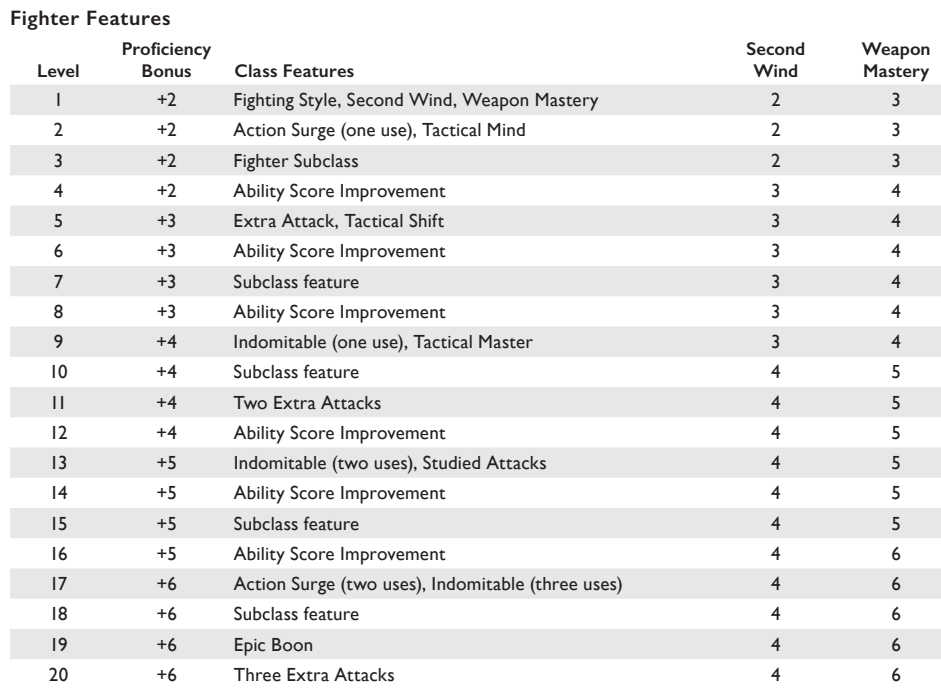 Fighter Features
Level Proficiency Bonus Class Features Second Wind Weapon Mastery
1 +2 Fighting Style, Second Wind, Weapon Mastery 2 3
2 +2 Action Surge (one use), Tactical Mind 2 3
3 +2 Fighter Subclass 2 3
4 +2 Ability Score Improvement 3 4
5 +3 Extra Attack, Tactical Shift 3 4
6 +3 Ability Score Improvement 3 4
7 +3 Subclass feature 3 4
8 +3 Ability Score Improvement 3 4
9 +4 Indomitable (one use), Tactical Master 3 4
10 +4 Subclass feature 4 5
11 +4 Two Extra Attacks 4 5
12 +4 Ability Score Improvement 4 5
13 +5 Indomitable (two uses), Studied Attacks 4 5
14 +5 Ability Score Improvement 4 5
15 +5 Subclass feature 4 5
16 +5 Ability Score Improvement 4 6
17 +6 Action Surge (two uses), Indomitable (three uses) 4 6
18 +6 Subclass feature 4 6
19 +6 Epic Boon 4 6
20 +6 Three Extra Attacks 4 6